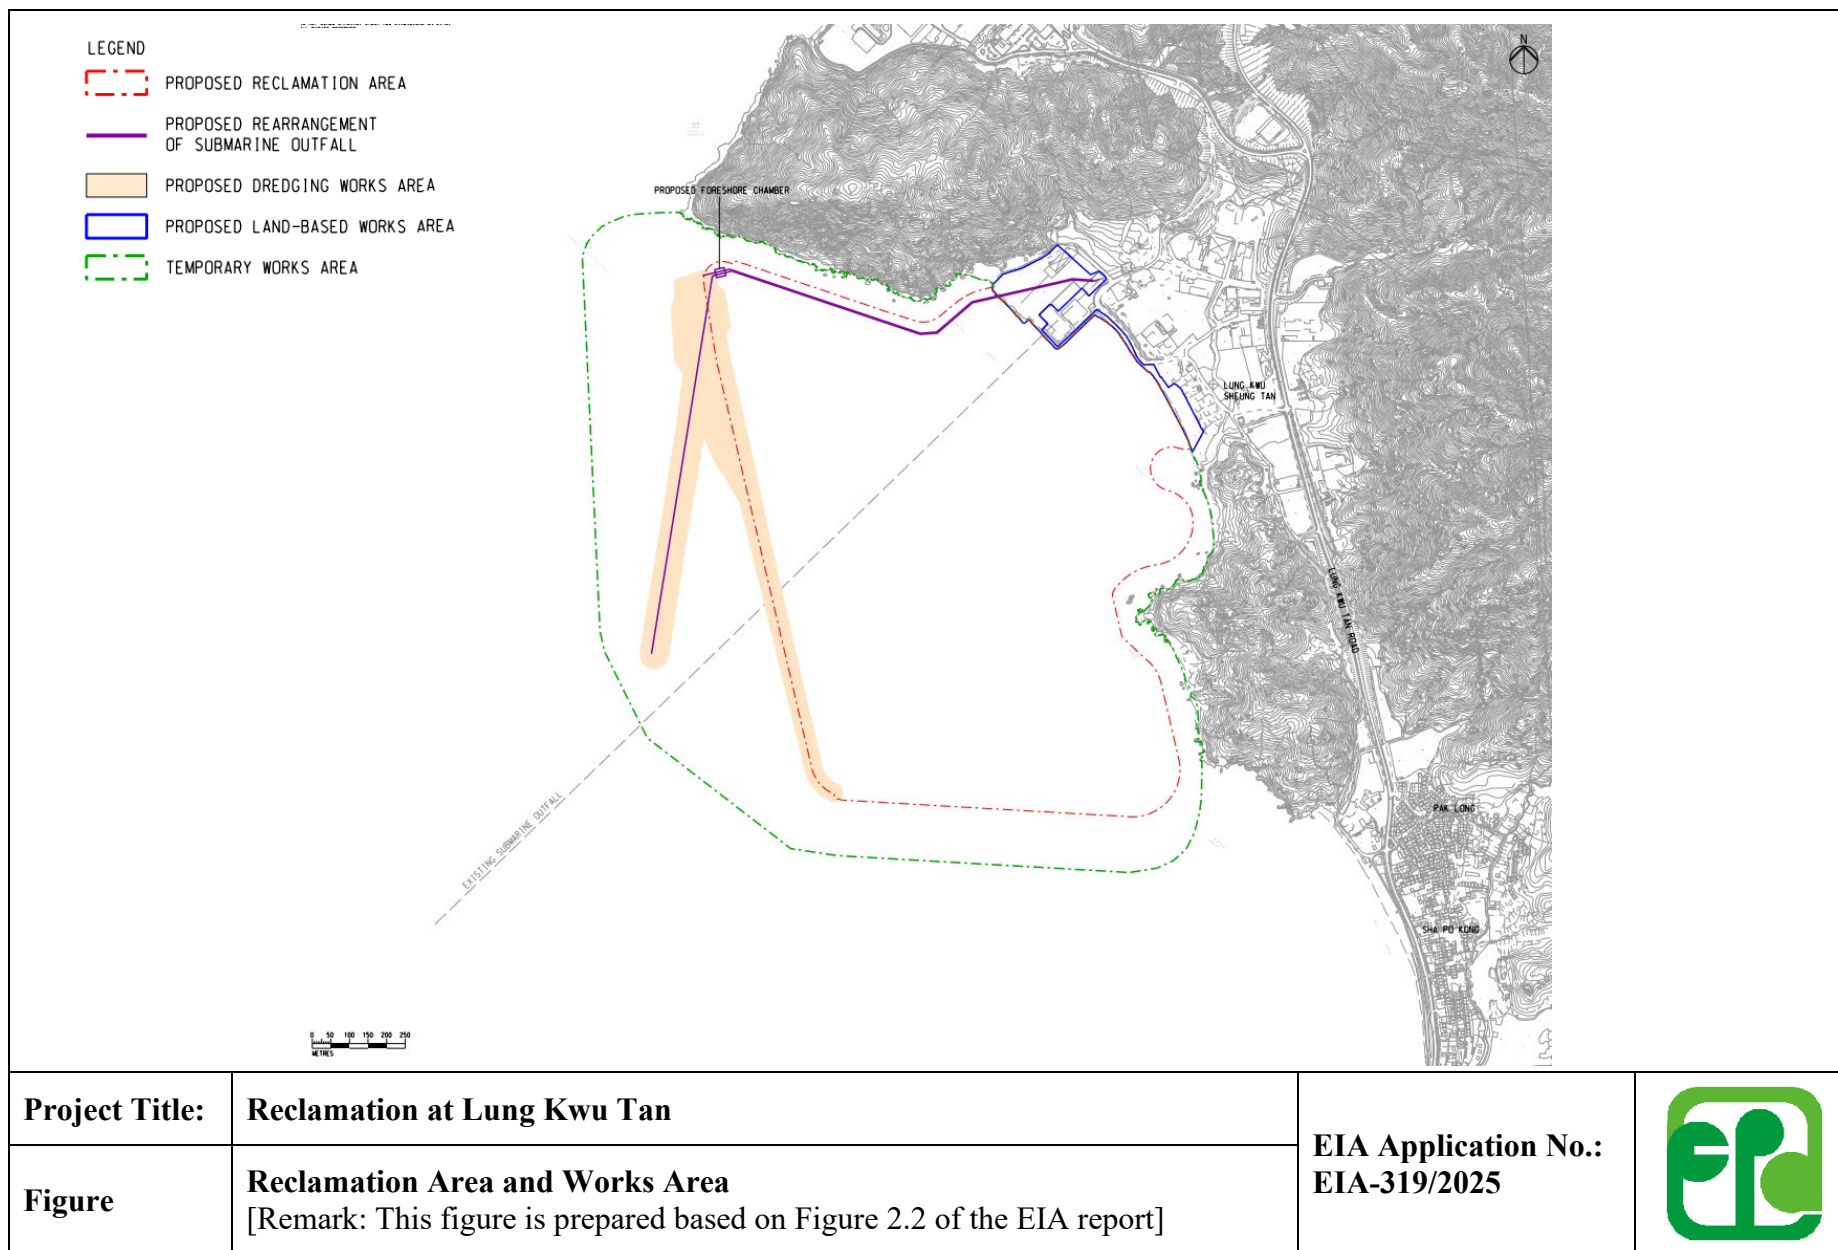 LEGEND
PROPOSED RECLAMATION AREA
PROPOSED REARRANGEMENT
OF SUBMARINE OUTFALL
PROPOSED DREDGING WORKS AREA
PROPOSED LAND-BASED WORKS AREA
TEMPORARY WORKS AREA
N
PROPOSED FORESHORE CHAMBER
LUNG KWU
SHEUNG TAN
LUNG KWU TAN ROAD
EXISTING SUBMARINE OUTFALL
PAK LONG
SHA PO KONG
0 50 100 150 200 250
METRES
Project Title:
Reclamation at Lung Kwu Tan
EIA Application No.:
EIA-319/2025
Figure
Reclamation Area and Works Area
[Remark: This figure is prepared based on Figure 2.2 of the EIA report]